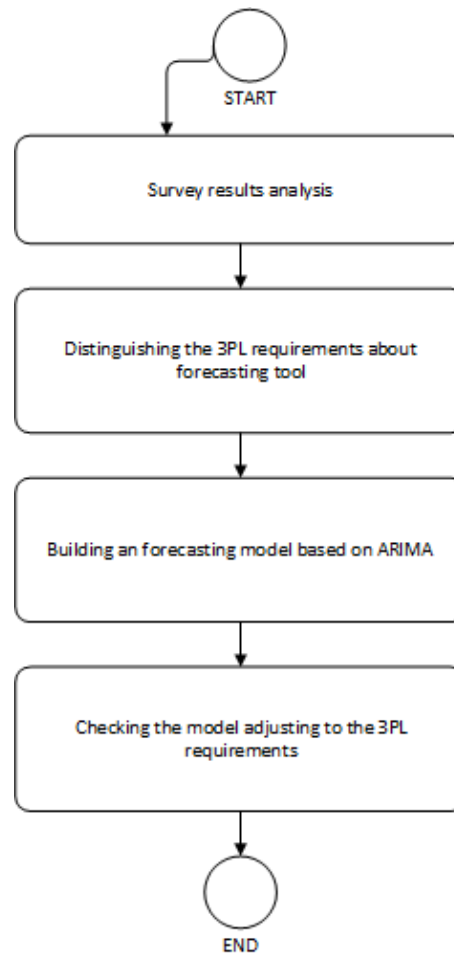 START
Survey results analysis
Distinguishing the 3PL requirements about
forecasting tool
Building an forecasting model based on ARIMA
Checking the model adjusting to the 3PL
requirements
END